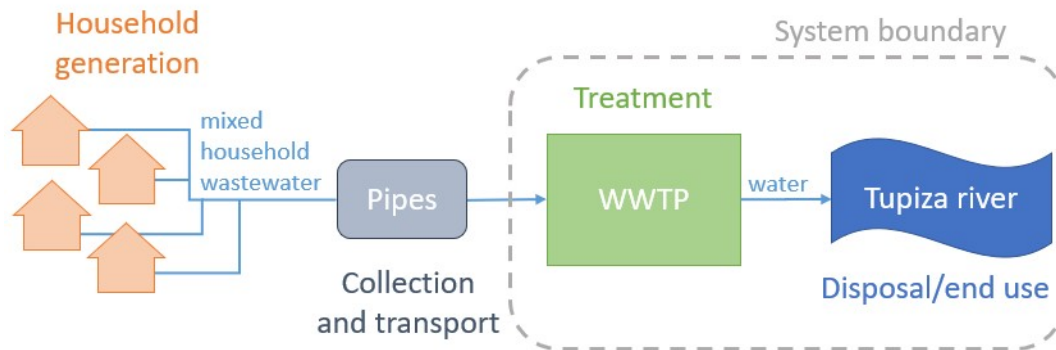 Household
generation
System boundary
mixed
household
wastewater
Treatment
Pipes
WWTP
water
Tupiza river
Collection
and transport
Disposal/end use